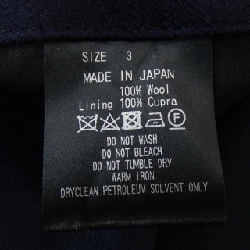 SIZE 3
MADE IN JAPAN
100% Wool
Lining 100% Cupra
DO NOT WASH
DO NOT BLEACH
DO NOT TUMBLE DRY
WARM IRON
DRYCLEAN PETROLEUM SOLVENT ONLY